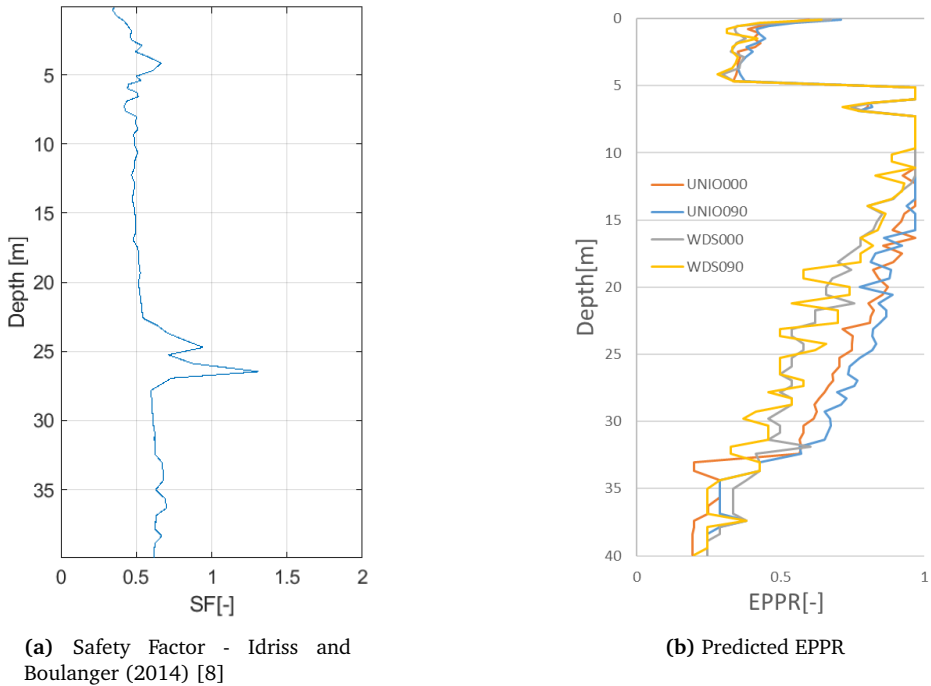 10
15
20
25
30
35
Depth [m]
0
0.5
1
1.5
2
SF[-]
(a) Safety Factor - Idriss and
Boulanger (2014) [8]
0
5
10
15
20
25
30
35
40
Depth[m]
UNIO000
UNIO090
WDS000
WDS090
0
0.5
1
EPPR[-]
(b) Predicted EPPR